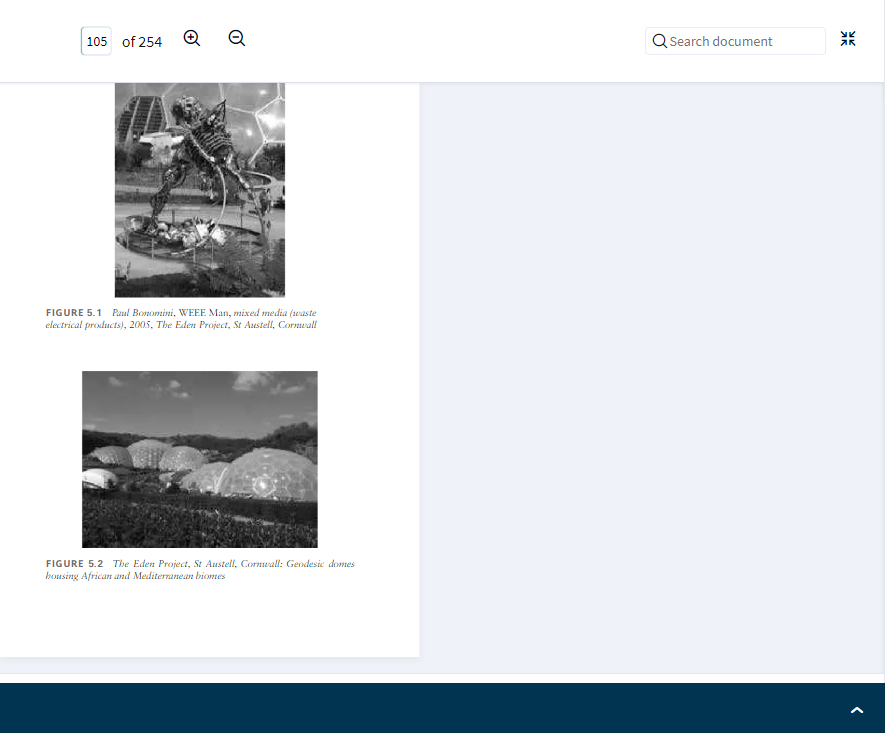 105 of 254 Search document
FIGURE 5.1 Paul Bonomini, WEEE Man, mixed media (waste
electrical products), 2005, The Eden Project, St Austell, Cornwall
FIGURE 5.2 The Eden Project, St Austell, Cornwall: Geodesic domes
housing African and Mediterranean biomes